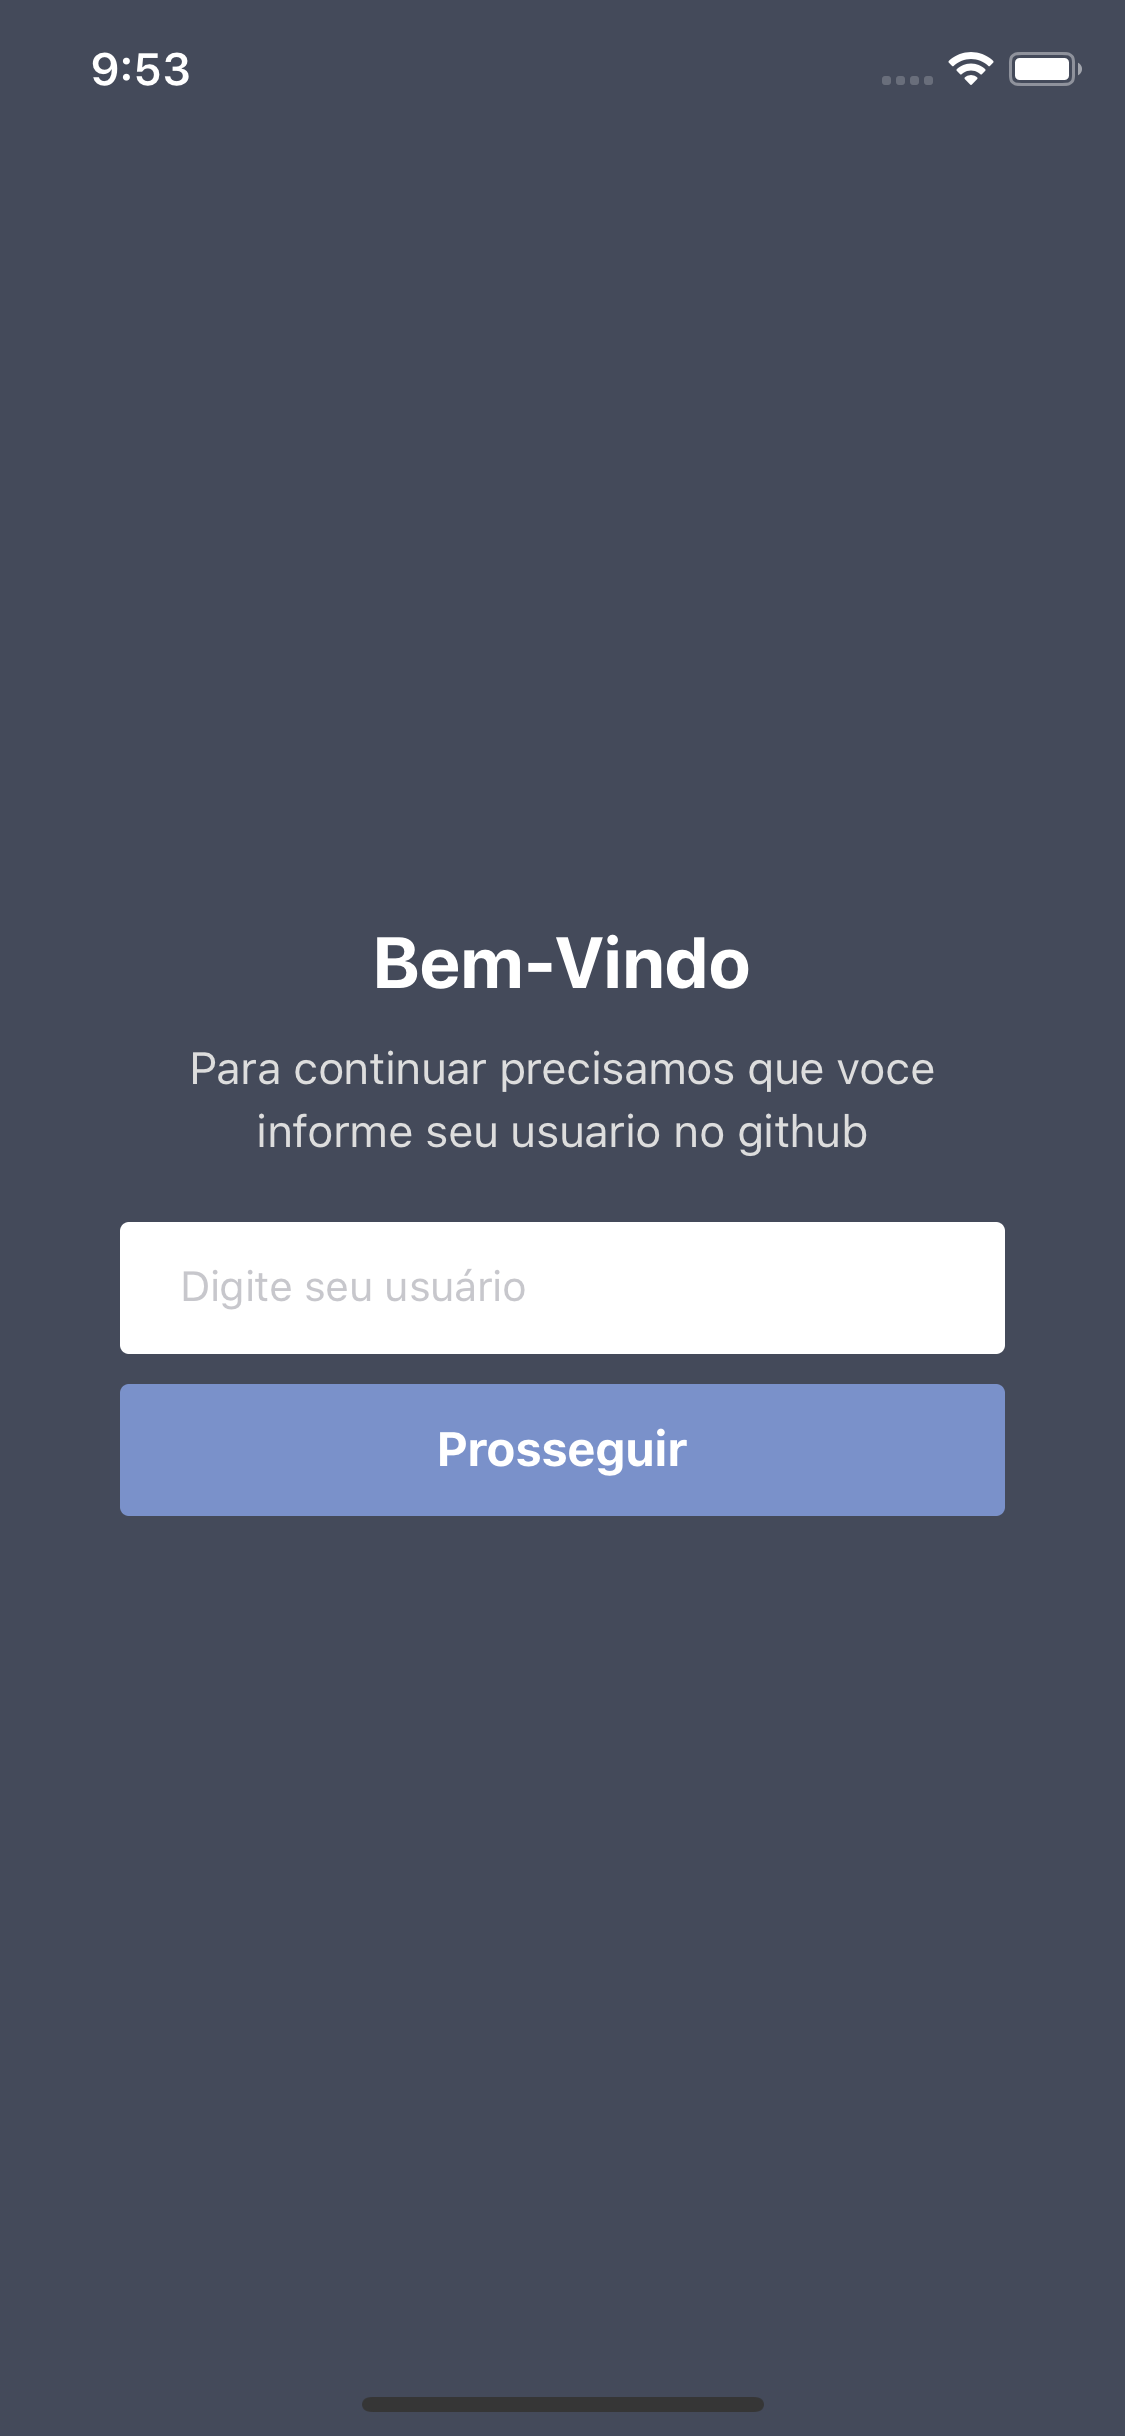 9:53
Bem-Vindo
Para continuar precisamos que voce
informe seu usuario no github
Digite seu usuário
Prosseguir